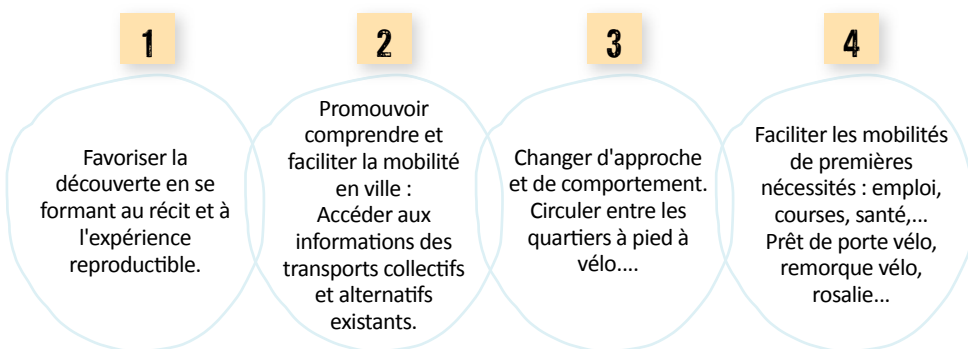 1
Favoriser la
découverte en se
formant au récit et à
l'expérience
reproductible.
2
Promouvoir
comprendre et
faciliter la mobilité
en ville :
Accéder aux
informations des
transports collectifs
et alternatifs
existants.
3
Changer d'approche
et de comportement.
Circuler entre les
quartiers à pied à
vélo....
4
Faciliter les mobilités
de premières
nécessités : emploi,
courses, santé,...
Prêt de porte vélo,
remorque vélo,
rosalie...